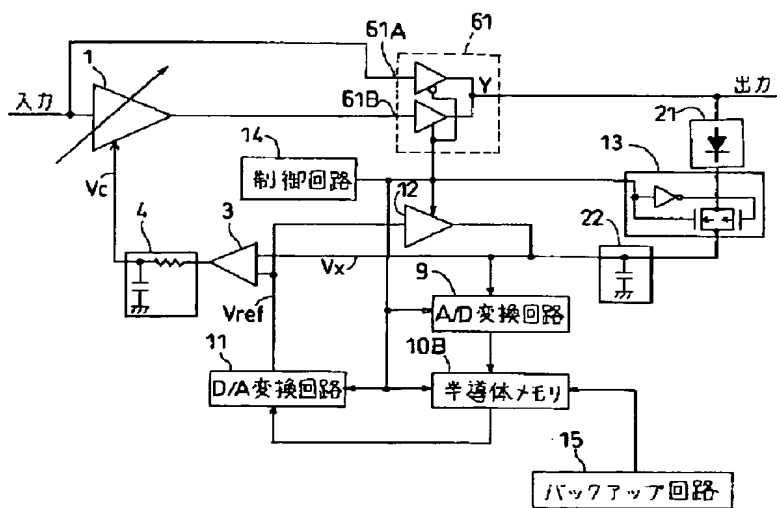 61A
61
1
入力
61B
Y
出力
21
14
制御回路
13
12
Vc
4
3
22
Vx
9
Vref
A/D変換回路
11
10B
D/A変換回路
半導体メモリ
15
バックアップ回路